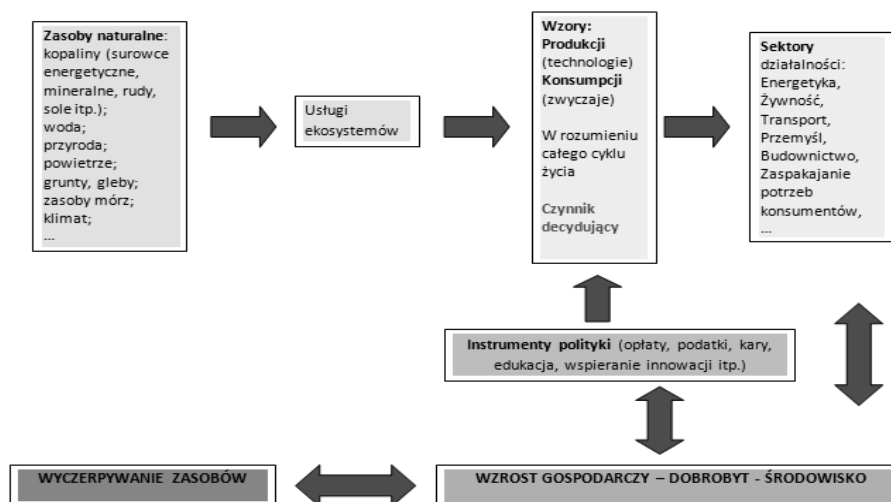 Zasoby naturalne:
kopaliny (surowce
energetyczne,
mineralne, rudy,
sole itp.);
woda;
przyroda;
powietrze;
grunty, gleby;
zasoby mórz;
klimat;
...
Usługi
ekosystemów
Wzory:
Produkcji
(technologie)
Konsumpcji
(zwyczaje)
W rozumieniu
całego cyklu
życia
Czynnik
decydujący
Sektory
działalności:
Energetyka,
Żywność,
Transport,
Przemyśl,
Budownictwo,
Zaspakajanie
potrzeb
konsumentów,
...
Instrumenty polityki (opłaty, podatki, kary,
edukacja, wspieranie innowacji itp.)
WYCZERPYWANIE ZASOBÓW
WZROST GOSPODARCZY – DOBROBYT - ŚRODOWISKO